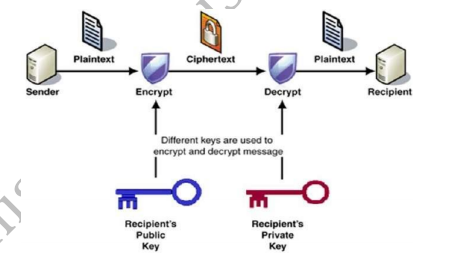 Plaintext
Ciphertext
Plaintext
Sender
Encrypt
Decrypt
Recipient
Different keys are used to
encrypt and decrypt message
Recipient's
Public
Key
Recipient's
Private
Key